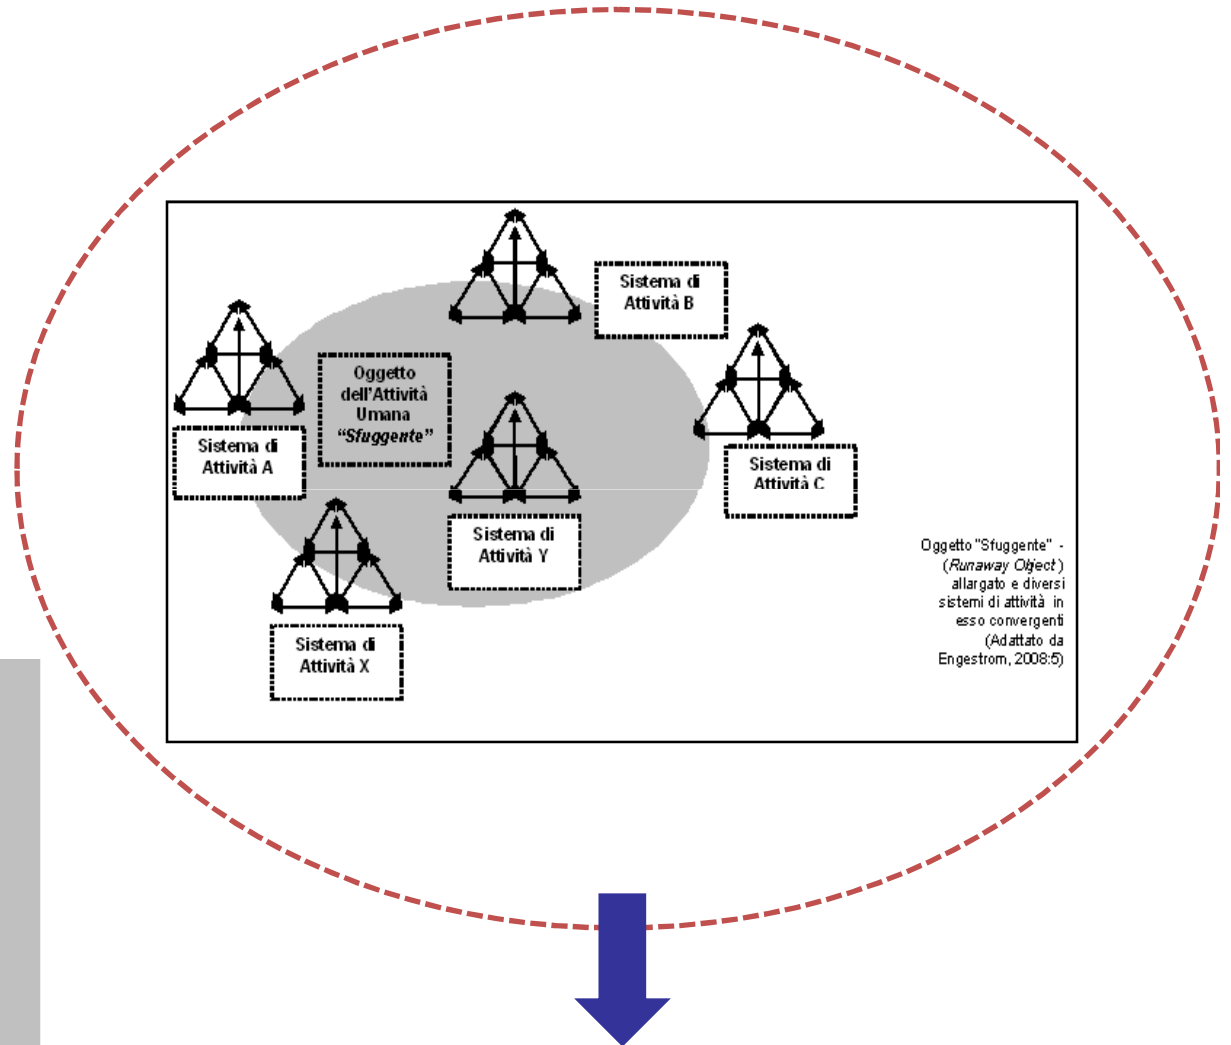 Sistema di
Attività B
Oggetto
dell'Attività
Umana
"Sfuggente"
Sistema di
Attività A
Sistema di
Attività C
Sistema di
Attività Y
Oggetto "Sfuggente" -
(Runaway Object )
allargato e diversi
sistemi di attività in
esso convergenti
(Adattato da
Engestrom, 2008:5)
Sistema di
Attività X